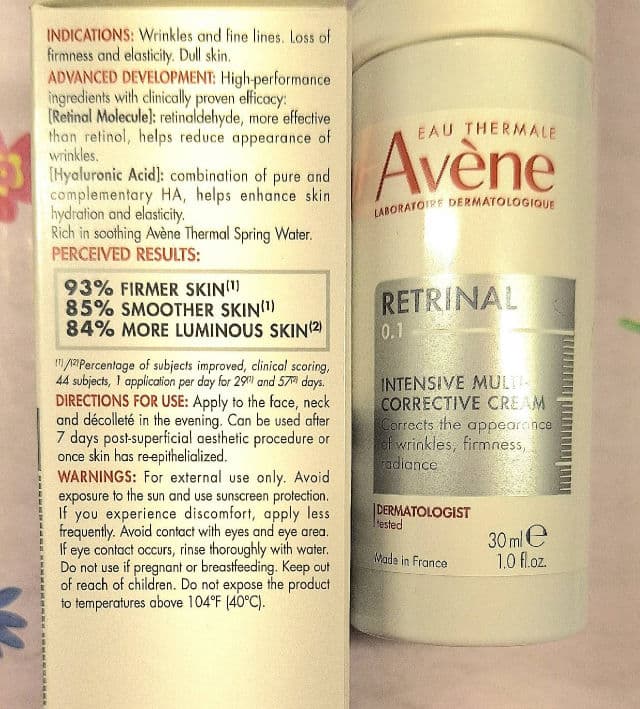 INDICATIONS: Wrinkles and fine lines. Loss of
firmness and elasticity. Dull skin.
ADVANCED DEVELOPMENT: High-performance
ingredients with clinically proven efficacy:
[Retinal Molecule]: retinaldehyde, more effective
than retinol, helps reduce appearance of
wrinkles.
[Hyaluronic Acid]: combination of pure and
complementary HA, helps enhance skin
hydration and elasticity.
Rich in soothing Avène Thermal Spring Water.
PERCEIVED RESULTS:
93% FIRMER SKIN(1)
85% SMOOTHER SKIN(1)
84% MORE LUMINOUS SKIN(2)
(1)/(2)Percentage of subjects improved, clinical scoring,
44 subjects, 1 application per day for 29(1) and 57(2) days.
DIRECTIONS FOR USE: Apply to the face, neck
and décolleté in the evening. Can be used after
7 days post-superficial aesthetic procedure or
once skin has re-epithelialized.
WARNINGS: For external use only. Avoid
exposure to the sun and use sunscreen protection.
If you experience discomfort, apply less
frequently. Avoid contact with eyes and eye area.
If eye contact occurs, rinse thoroughly with water.
Do not use if pregnant or breastfeeding. Keep out
of reach of children. Do not expose the product
to temperatures above 104°F (40°C).
EAU THERMALE
Avène
LABORATOIRE DERMATOLOGIQUE
RETRINAL
0.1
INTENSIVE MULTI-
CORRECTIVE CREAM
Corrects the appearance
of wrinkles, firmness,
radiance
DERMATOLOGIST
tested
30 ml ℮
Made in France 1.0 fl.oz.